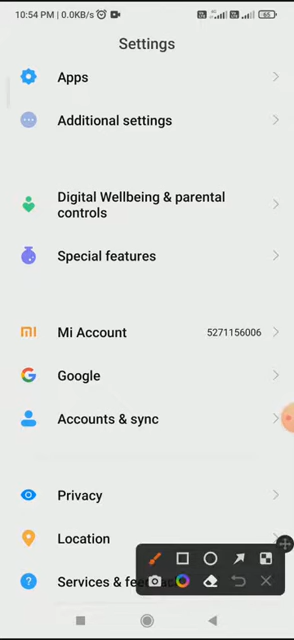 10:54 PM | 0.0KB/s
65
Settings
Apps
Additional settings
Digital Wellbeing & parental
controls
Special features
Mi Account 5271156006
Google
Accounts & sync
Privacy
Location
Services &